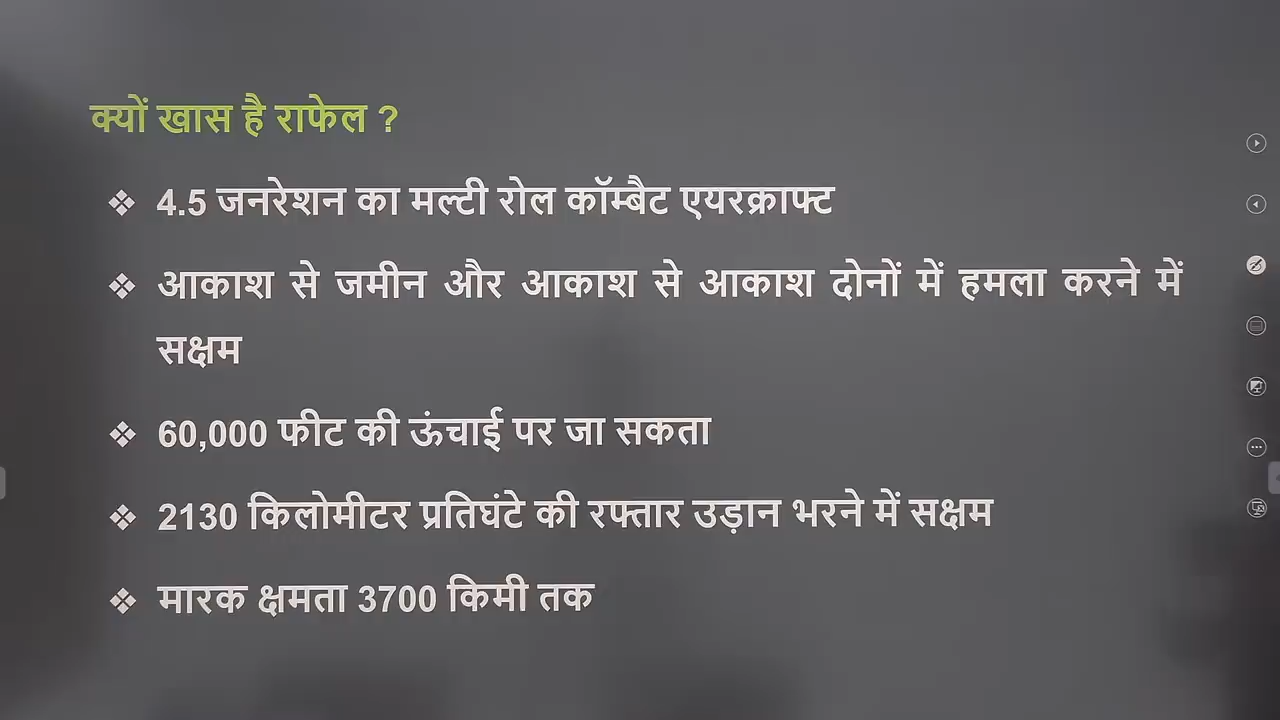 क्यों खास है राफेल ?
❖ 4.5 जनरेशन का मल्टी रोल कॉम्बैट एयरक्राफ्ट
❖ आकाश से जमीन और आकाश से आकाश दोनों में हमला करने में
सक्षम
❖ 60,000 फीट की ऊंचाई पर जा सकता
❖ 2130 किलोमीटर प्रतिघंटे की रफ्तार उड़ान भरने में सक्षम
❖ मारक क्षमता 3700 किमी तक